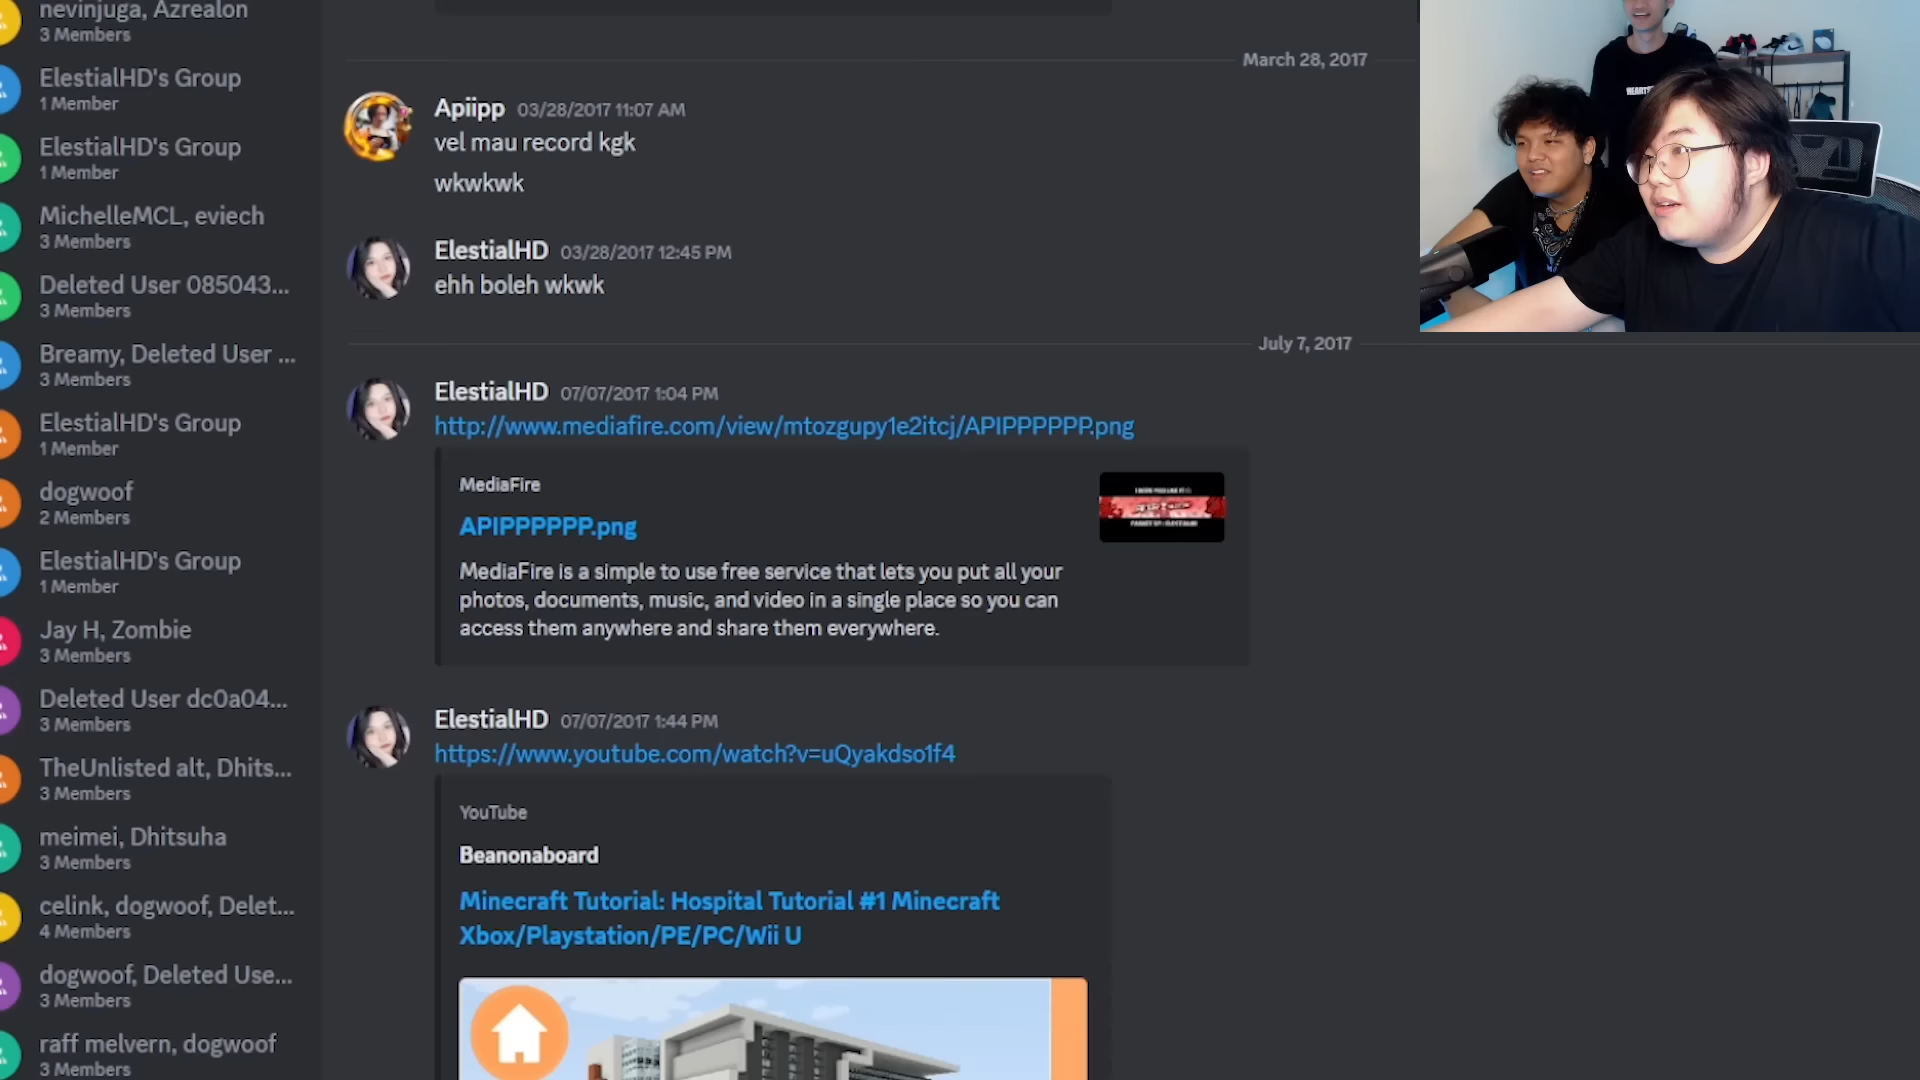 nevinjuga, Azrealon
3 Members
ElestialHD's Group
1 Member
ElestialHD's Group
1 Member
MichelleMCL, eviech
3 Members
Deleted User 085043...
3 Members
Breamy, Deleted User ...
3 Members
ElestialHD's Group
1 Member
dogwoof
2 Members
ElestialHD's Group
1 Member
Jay H, Zombie
3 Members
Deleted User dc0a04...
3 Members
TheUnlisted alt, Dhits...
3 Members
meimei, Dhitsuha
3 Members
celink, dogwoof, Delet...
4 Members
dogwoof, Deleted Use...
3 Members
raff melvern, dogwoof
3 Members
March 28, 2017
Apiipp 03/28/2017 11:07 AM
vel mau record kgk
wkwkwk
ElestialHD 03/28/2017 12:45 PM
ehh boleh wkwk
July 7, 2017
ElestialHD 07/07/2017 1:04 PM
http://www.mediafire.com/view/mtozgupy1e2itcj/APIPPPPPP.png
MediaFire
APIPPPPPP.png
MediaFire is a simple to use free service that lets you put all your
photos, documents, music, and video in a single place so you can
access them anywhere and share them everywhere.
ElestialHD 07/07/2017 1:44 PM
https://www.youtube.com/watch?v=uQyakdso1f4
YouTube
Beanonaboard
Minecraft Tutorial: Hospital Tutorial #1 Minecraft
Xbox/Playstation/PE/PC/Wii U